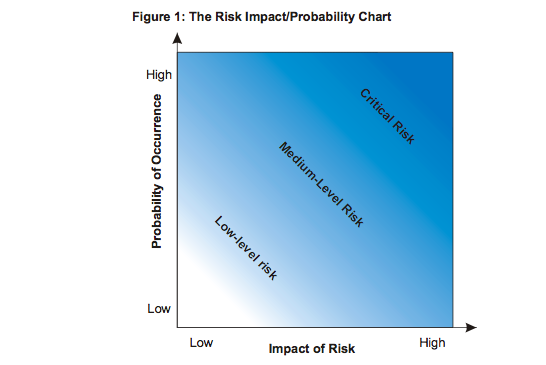 Figure 1: The Risk Impact/Probability Chart
High
Probability of Occurrence
Critical Risk
Medium-Level Risk
Low-level risk
Low
Low
Impact of Risk
High